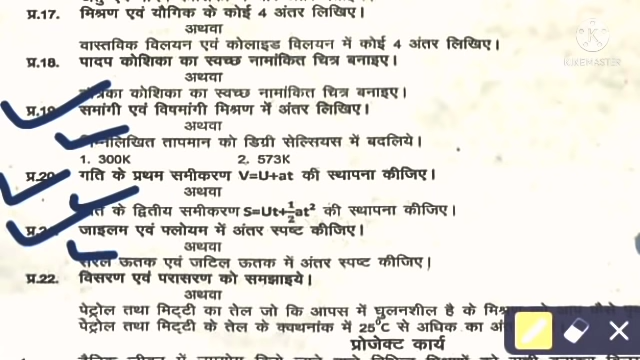 प्र.17. मिश्रण एवं यौगिक के कोई 4 अंतर लिखिए।
अथवा
वास्तविक विलयन एवं कोलाइड विलयन में कोई 4 अंतर लिखिए।
प्र.18. पादप कोशिका का स्वच्छ नामांकित चित्र बनाइए।
अथवा
कोशिका का स्वच्छ नामांकित चित्र बनाइए।
प्र.19. समांगी एवं विषमांगी मिश्रण में अंतर लिखिए।
अथवा
निम्नलिखित तापमान को डिग्री सेल्सियस में बदलिये।
1. 300K 2. 573K
प्र.20. गति के प्रथम समीकरण V=U+at की स्थापना कीजिए।
अथवा
गति के द्वितीय समीकरण S=Ut+½at² की स्थापना कीजिए।
जाइलम एवं फ्लोयम में अंतर स्पष्ट कीजिए।
अथवा
सरल ऊतक एवं जटिल ऊतक में अंतर स्पष्ट कीजिए।
प्र.22. विसरण एवं परासरण को समझाइये।
अथवा
पेट्रोल तथा मिट्टी का तेल जो कि आपस में घुलनशील है के
पेट्रोल तथा मिट्टी के तेल के क्वथनांक में 25°C से अधिक का
प्रोजेक्ट कार्य
KINEMASTER